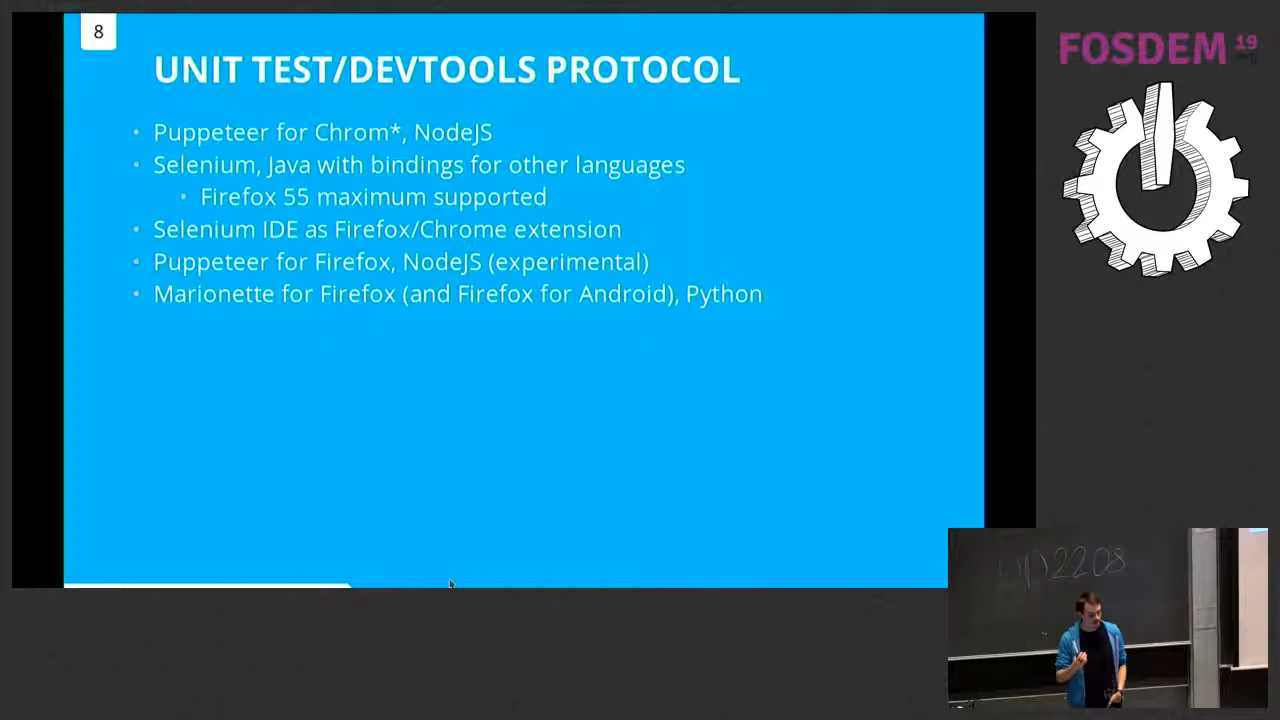 8
UNIT TEST/DEVTOOLS PROTOCOL
• Puppeteer for Chrom*, NodeJS
• Selenium, Java with bindings for other languages
• Firefox 55 maximum supported
• Selenium IDE as Firefox/Chrome extension
• Puppeteer for Firefox, NodeJS (experimental)
• Marionette for Firefox (and Firefox for Android), Python
FOSDEM 19
2208